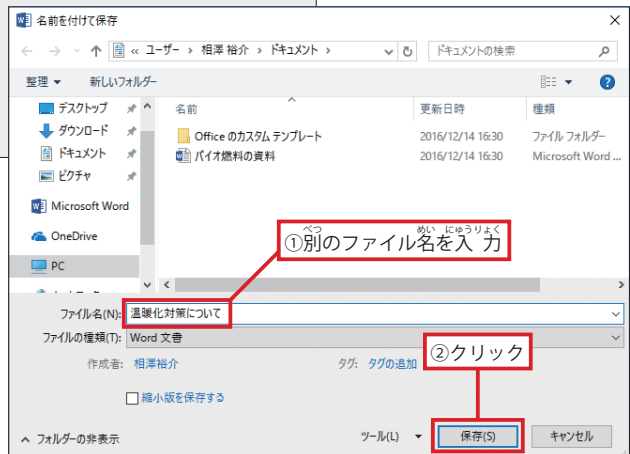 名前を付けて保存
« ユーザー › 相澤 裕介 › ドキュメント ›
ドキュメントの検索
整理 新しいフォルダー
デスクトップ
ダウンロード
ドキュメント
ピクチャ
Microsoft Word
OneDrive
PC
名前 更新日時 種類
Office のカスタム テンプレート 2016/12/14 16:30 ファイル フォルダー
バイオ燃料の資料 2016/12/14 16:30 Microsoft Word ...
べつ めい にゅうりょく
①別のファイル名を入力
ファイル名(N): 温暖化対策について
ファイルの種類(T): Word 文書
②クリック
作成者: 相澤裕介 タグ: タグの追加
縮小版を保存する
フォルダーの非表示 ツール(L) 保存(S) キャンセル